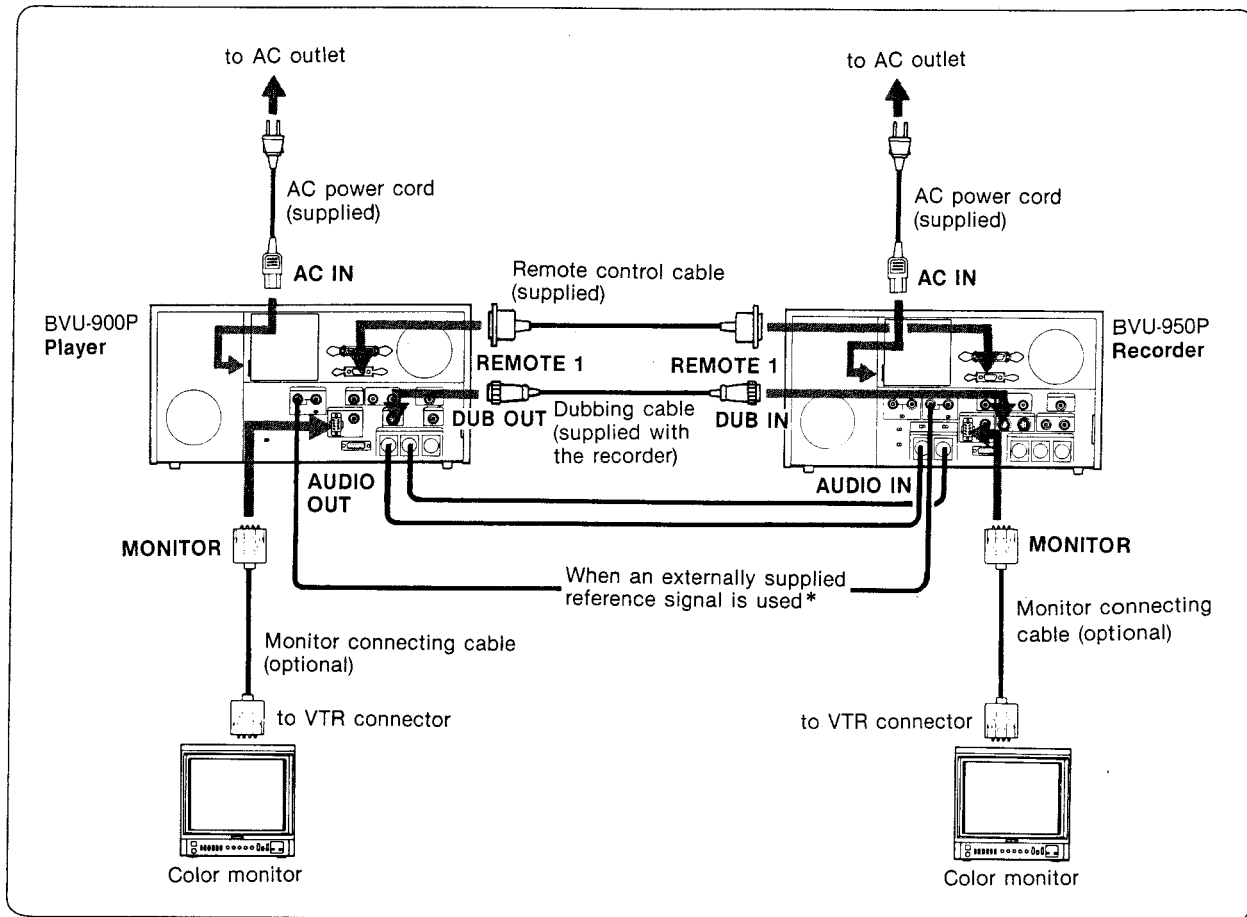 to AC outlet
to AC outlet
AC power cord
(supplied)
AC power cord
(supplied)
AC IN
Remote control cable
(supplied)
AC IN
BVU-900P
Player
BVU-950P
Recorder
REMOTE 1
REMOTE 1
DUB OUT
Dubbing cable
(supplied with
the recorder)
DUB IN
AUDIO
OUT
AUDIO IN
MONITOR
MONITOR
When an externally supplied
reference signal is used*
Monitor connecting cable
(optional)
Monitor connecting
cable (optional)
to VTR connector
to VTR connector
Color monitor
Color monitor